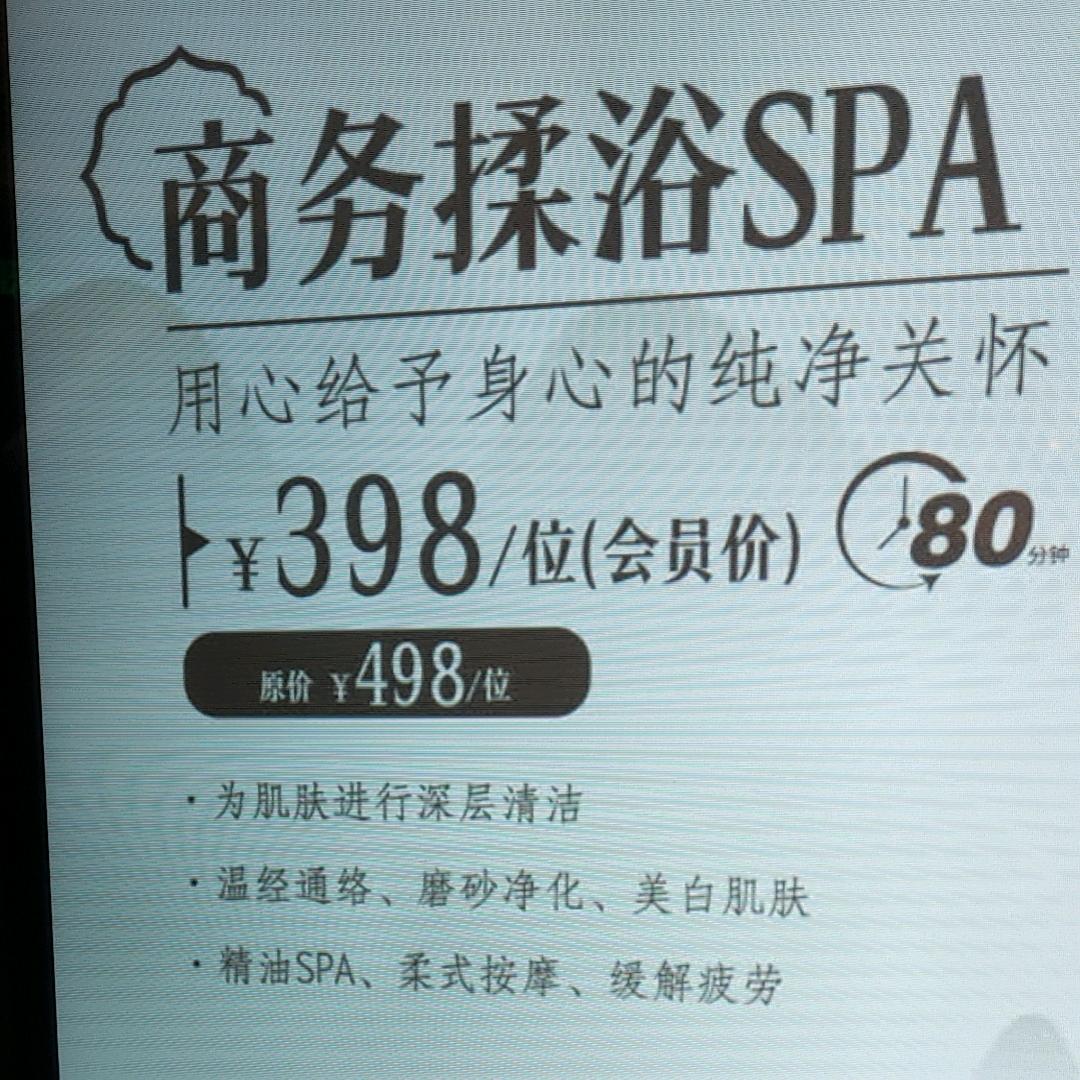 商务揉浴SPA
用心给予身心的纯净关怀
¥398/位(会员价) 80分钟
原价 ¥498/位
·为肌肤进行深层清洁
·温经通络、磨砂净化、美白肌肤
·精油SPA、柔式按摩、缓解疲劳